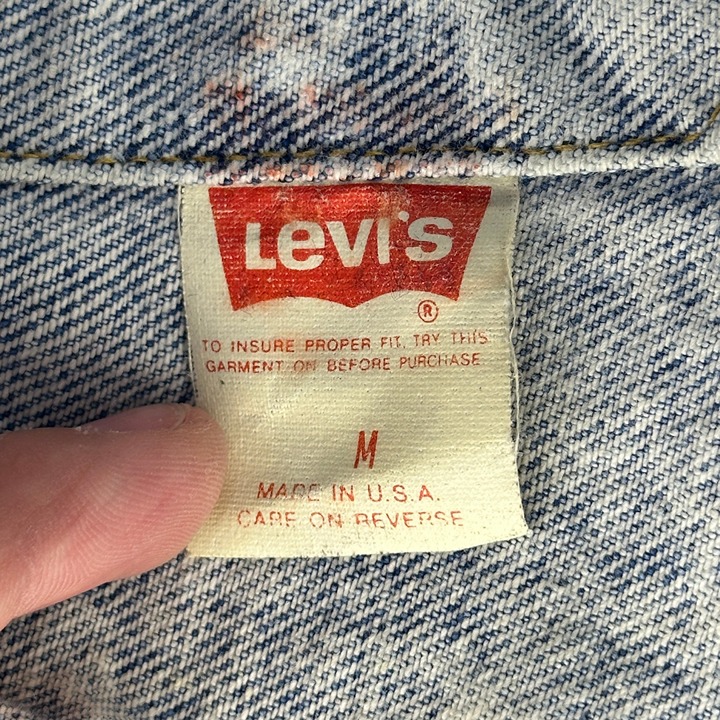 Levi's
®
TO INSURE PROPER FIT, TRY THIS
GARMENT ON BEFORE PURCHASE
M
MADE IN U.S.A.
CARE ON REVERSE